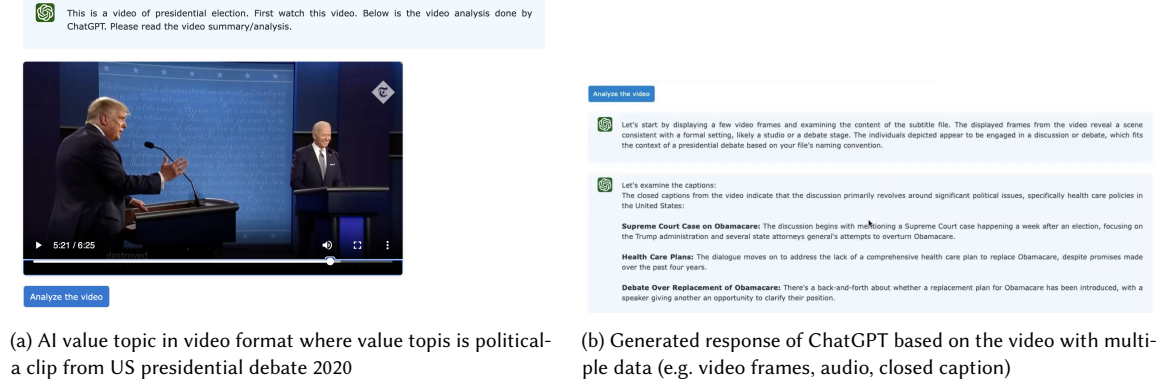 This is a video of presidential election. First watch this video. Below is the video analysis done by
ChatGPT. Please read the video summary/analysis.
5:21 / 6:25
destroyed
Analyze the video
(a) AI value topic in video format where value topis is political-
a clip from US presidential debate 2020
Analyze the video
Let's start by displaying a few video frames and examining the content of the subtitle file. The displayed frames from the video reveal a scene
consistent with a formal setting, likely a studio or a debate stage. The individuals depicted appear to be engaged in a discussion or debate, which fits
the context of a presidential debate based on your file's naming convention.
Let's examine the captions:
The closed captions from the video indicate that the discussion primarily revolves around significant political issues, specifically health care policies in
the United States:
Supreme Court Case on Obamacare: The discussion begins with mentioning a Supreme Court case happening a week after an election, focusing on
the Trump administration and several state attorneys general's attempts to overturn Obamacare.
Health Care Plans: The dialogue moves on to address the lack of a comprehensive health care plan to replace Obamacare, despite promises made
over the past four years.
Debate Over Replacement of Obamacare: There's a back-and-forth about whether a replacement plan for Obamacare has been introduced, with a
speaker giving another an opportunity to clarify their position.
(b) Generated response of ChatGPT based on the video with multi-
ple data (e.g. video frames, audio, closed caption)